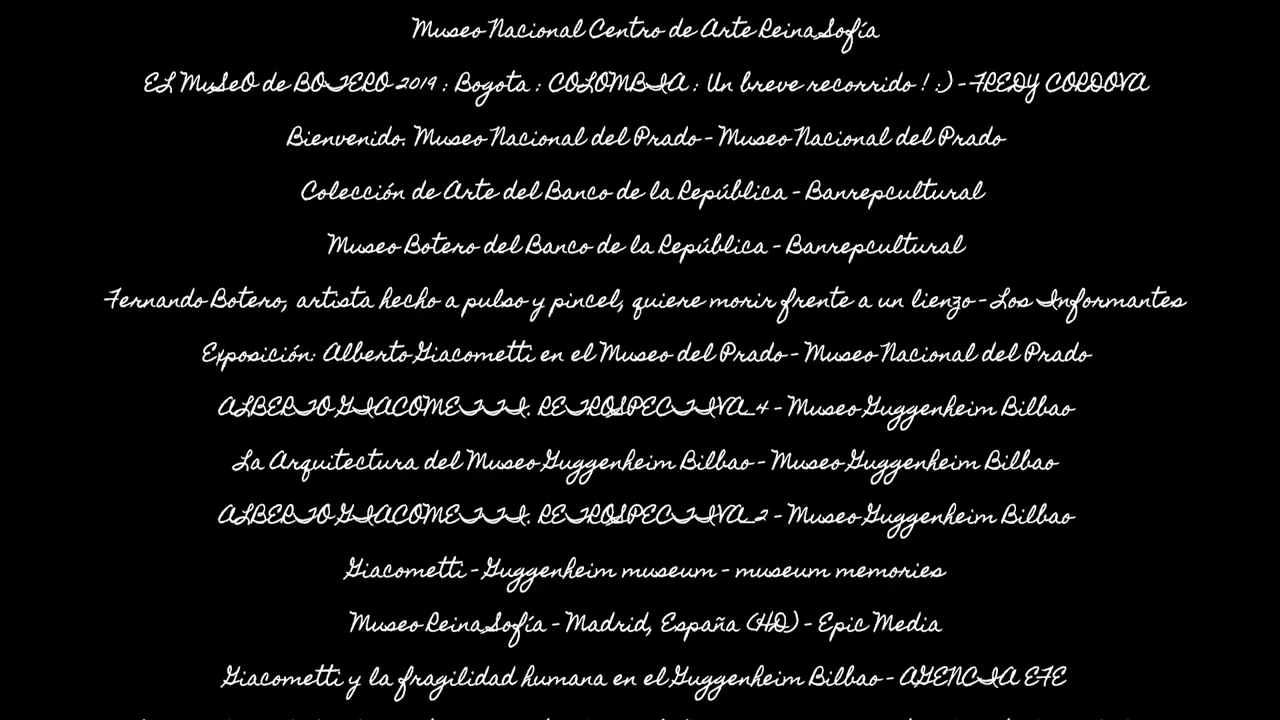 Museo Nacional Centro de Arte Reina Sofía
EL MuSeO de BOTERO 2019 : Bogota : COLOMBIA : Un breve recorrido ! :) - FREDY CORDOVA
Bienvenido. Museo Nacional del Prado - Museo Nacional del Prado
Colección de Arte del Banco de la República - Banrepcultural
Museo Botero del Banco de la República - Banrepcultural
Fernando Botero, artista hecho a pulso y pincel, quiere morir frente a un lienzo - Los Informantes
Exposición: Alberto Giacometti en el Museo del Prado - Museo Nacional del Prado
ALBERTO GIACOMETTI. RETROSPECTIVA_4 - Museo Guggenheim Bilbao
La Arquitectura del Museo Guggenheim Bilbao - Museo Guggenheim Bilbao
ALBERTO GIACOMETTI. RETROSPECTIVA_2 - Museo Guggenheim Bilbao
Giacometti - Guggenheim museum - museum memories
Museo Reina Sofía - Madrid, España (HD) - Epic Media
Giacometti y la fragilidad humana en el Guggenheim Bilbao - AGENCIA EFE